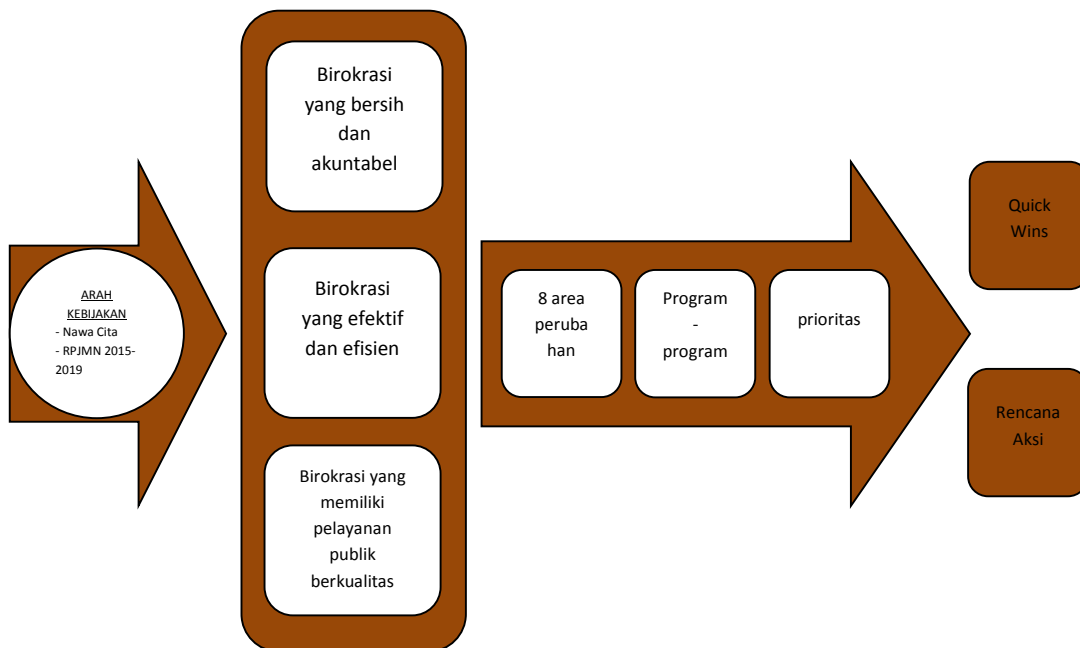 ARAH
KEBIJAKAN
- Nawa Cita
- RPJMN 2015-
2019
Birokrasi
yang bersih
dan
akuntabel
Birokrasi
yang efektif
dan efisien
Birokrasi yang
memiliki
pelayanan
publik
berkualitas
8 area
peruba
han
Program
-
program
prioritas
Quick
Wins
Rencana
Aksi